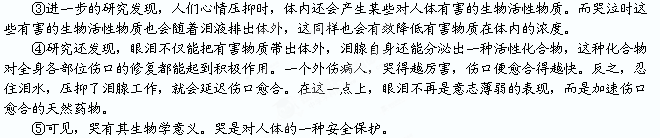 ③进一步的研究发现，人们心情压抑时，体内还会产生某些对人体有害的生物活性物质。而哭泣时这
些有害的生物活性物质也会随着泪液排出体外，这同样也会有效降低有害物质在体内的浓度。
④研究还发现，眼泪不仅能把有害物质带出体外，泪腺自身还能分泌出一种活性化合物，这种化合物
对全身各部位伤口的修复都能起到积极作用。一个外伤病人，哭得越厉害，伤口便愈合得越快。反之，忍
住泪水，压抑了泪腺工作，就会延迟伤口愈合。在这一点上，眼泪不再是意志薄弱的表现，而是加速伤口
愈合的天然药物。
⑤可见，哭有其生物学意义。哭是对人体的一种安全保护。